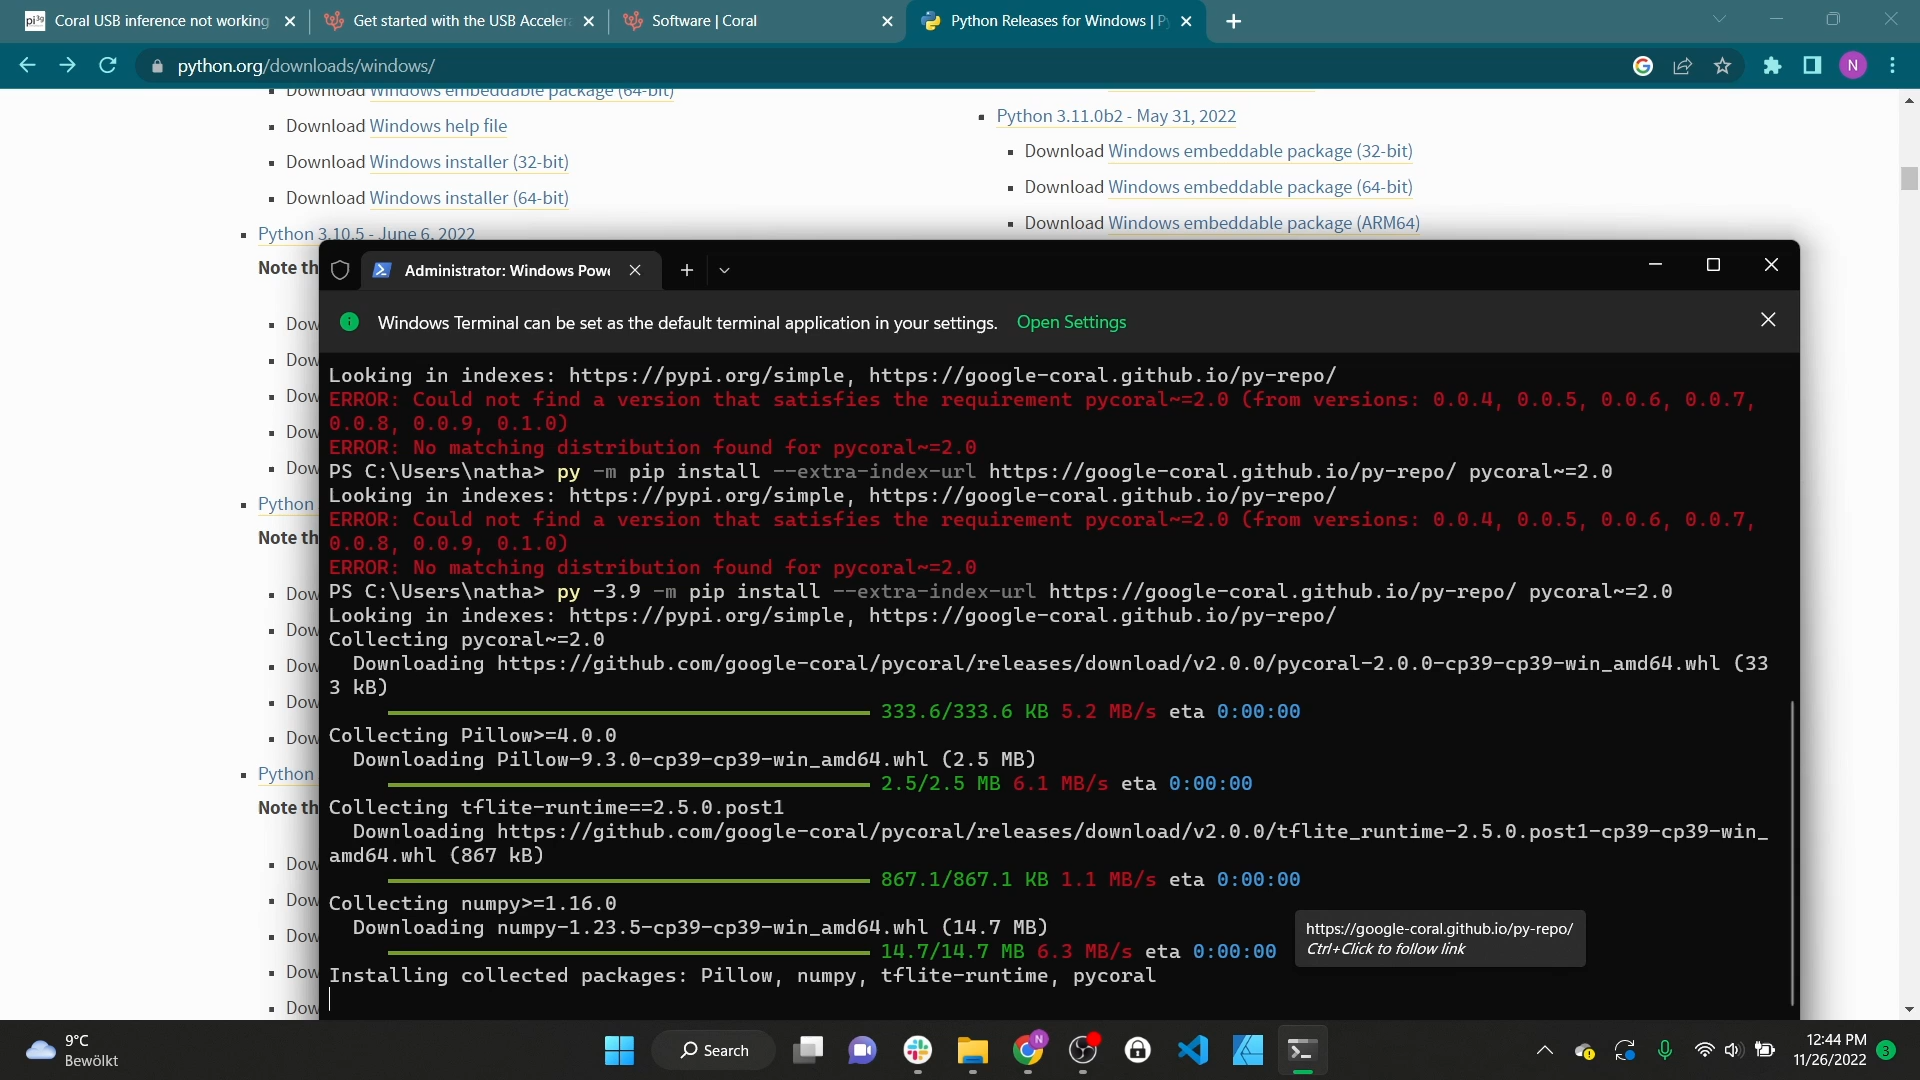 Coral USB inference not working
Get started with the USB Acceler
Software | Coral
Python Releases for Windows | P
python.org/downloads/windows/
N
Download Windows embeddable package (64-bit)
Download Windows help file
Download Windows installer (32-bit)
Download Windows installer (64-bit)
Python 3.10.5 - June 6, 2022
Note th
Dow
Dow
Dow
Dow
Dow
Python
Note th
Dow
Dow
Dow
Dow
Dow
Python
Note th
Dow
Dow
Dow
Dow
Dow
Python 3.11.0b2 - May 31, 2022
Download Windows embeddable package (32-bit)
Download Windows embeddable package (64-bit)
Download Windows embeddable package (ARM64)
Administrator: Windows Powe
Windows Terminal can be set as the default terminal application in your settings. Open Settings
Looking in indexes: https://pypi.org/simple, https://google-coral.github.io/py-repo/
ERROR: Could not find a version that satisfies the requirement pycoral~=2.0 (from versions: 0.0.4, 0.0.5, 0.0.6, 0.0.7,
0.0.8, 0.0.9, 0.1.0)
ERROR: No matching distribution found for pycoral~=2.0
PS C:\Users\natha> py -m pip install --extra-index-url https://google-coral.github.io/py-repo/ pycoral~=2.0
Looking in indexes: https://pypi.org/simple, https://google-coral.github.io/py-repo/
ERROR: Could not find a version that satisfies the requirement pycoral~=2.0 (from versions: 0.0.4, 0.0.5, 0.0.6, 0.0.7,
0.0.8, 0.0.9, 0.1.0)
ERROR: No matching distribution found for pycoral~=2.0
PS C:\Users\natha> py -3.9 -m pip install --extra-index-url https://google-coral.github.io/py-repo/ pycoral~=2.0
Looking in indexes: https://pypi.org/simple, https://google-coral.github.io/py-repo/
Collecting pycoral~=2.0
Downloading https://github.com/google-coral/pycoral/releases/download/v2.0.0/pycoral-2.0.0-cp39-cp39-win_amd64.whl (33
3 kB)
333.6/333.6 KB 5.2 MB/s eta 0:00:00
Collecting Pillow>=4.0.0
Downloading Pillow-9.3.0-cp39-cp39-win_amd64.whl (2.5 MB)
2.5/2.5 MB 6.1 MB/s eta 0:00:00
Collecting tflite-runtime==2.5.0.post1
Downloading https://github.com/google-coral/pycoral/releases/download/v2.0.0/tflite_runtime-2.5.0.post1-cp39-cp39-win_
amd64.whl (867 kB)
867.1/867.1 KB 1.1 MB/s eta 0:00:00
Collecting numpy>=1.16.0
Downloading numpy-1.23.5-cp39-cp39-win_amd64.whl (14.7 MB)
14.7/14.7 MB 6.3 MB/s eta 0:00:00
Installing collected packages: Pillow, numpy, tflite-runtime, pycoral
https://google-coral.github.io/py-repo/
Ctrl+Click to follow link
9°C
Bewölkt
Search
N
12:44 PM
11/26/2022
3